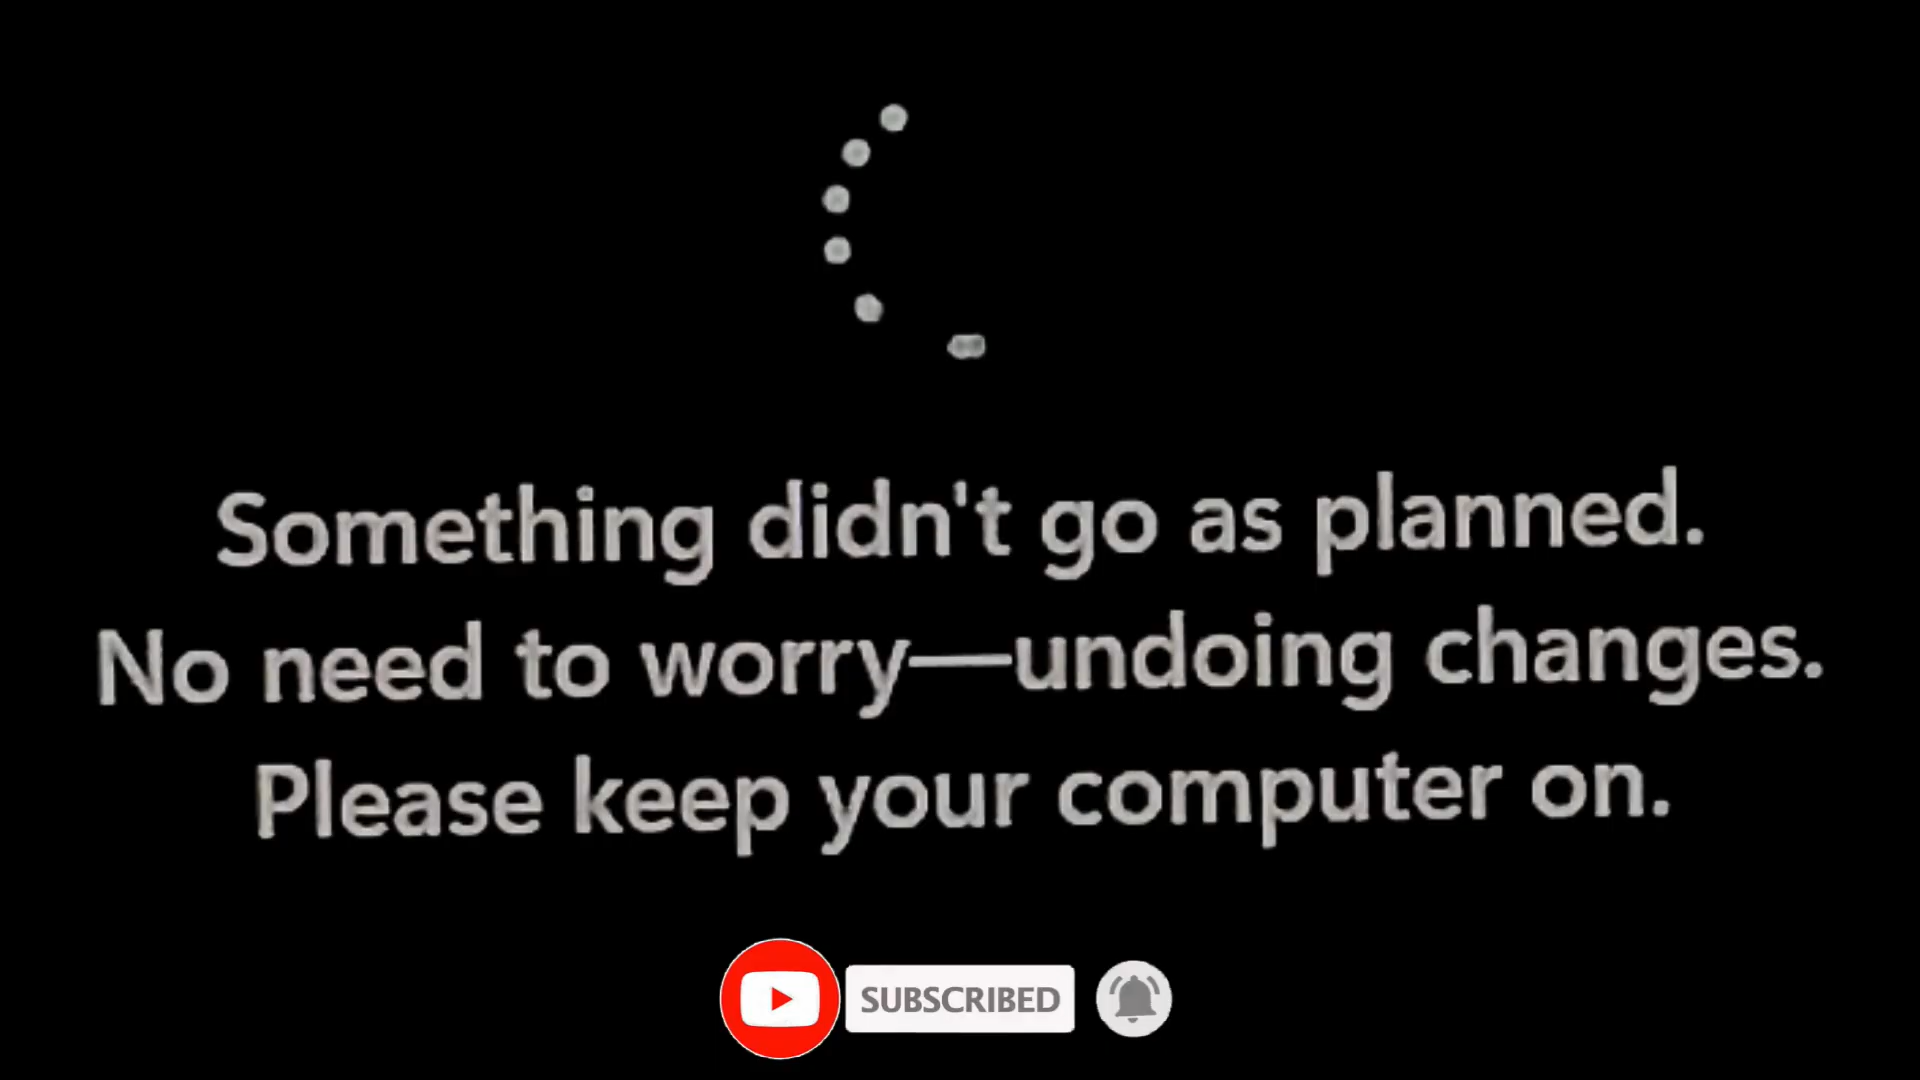 Something didn't go as planned.
No need to worry—undoing changes.
Please keep your computer on.
SUBSCRIBED